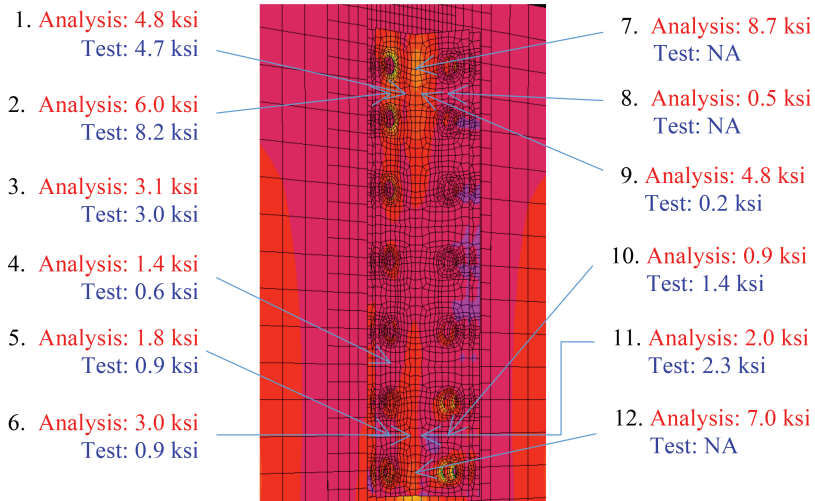 1. Analysis: 4.8 ksi
Test: 4.7 ksi
2. Analysis: 6.0 ksi
Test: 8.2 ksi
3. Analysis: 3.1 ksi
Test: 3.0 ksi
4. Analysis: 1.4 ksi
Test: 0.6 ksi
5. Analysis: 1.8 ksi
Test: 0.9 ksi
6. Analysis: 3.0 ksi
Test: 0.9 ksi
7. Analysis: 8.7 ksi
Test: NA
8. Analysis: 0.5 ksi
Test: NA
9. Analysis: 4.8 ksi
Test: 0.2 ksi
10. Analysis: 0.9 ksi
Test: 1.4 ksi
11. Analysis: 2.0 ksi
Test: 2.3 ksi
12. Analysis: 7.0 ksi
Test: NA